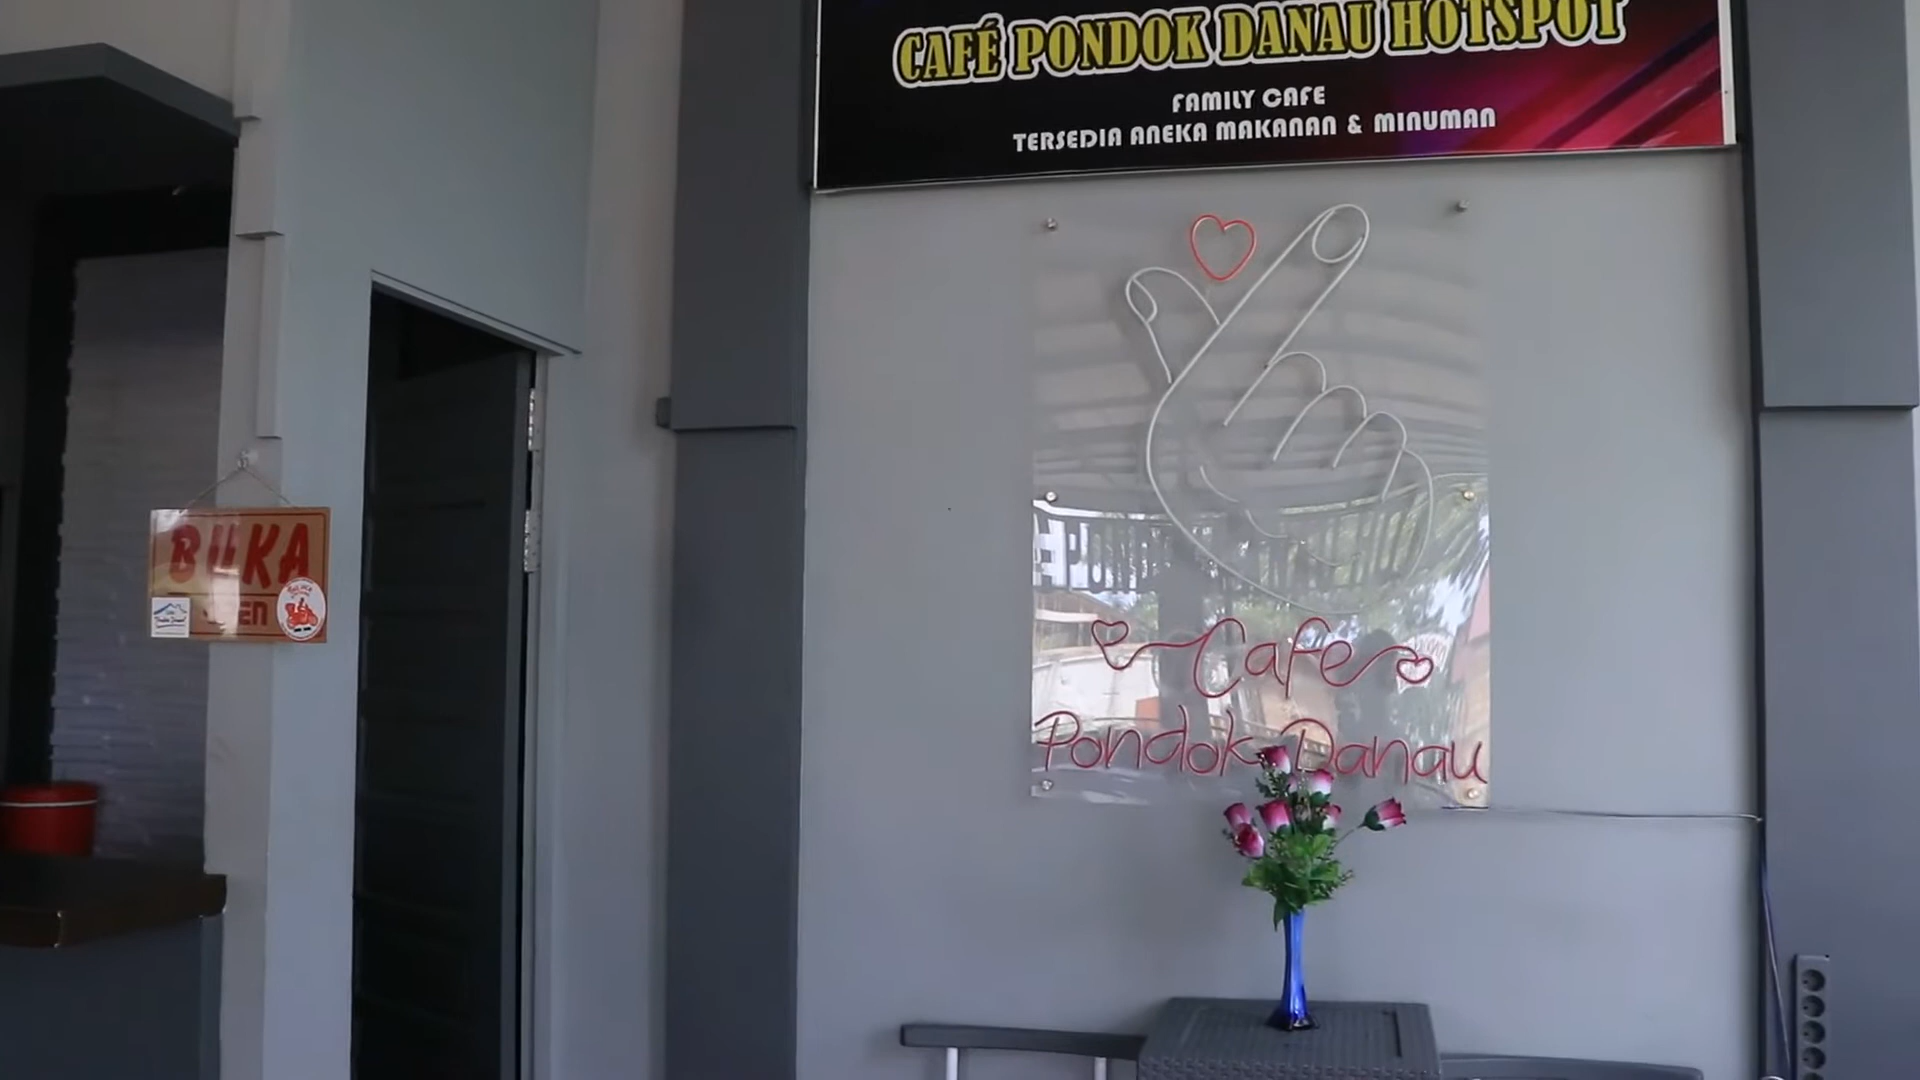 CAFÉ PONDOK DANAU HOTSPOT
FAMILY CAFE
TERSEDIA ANEKA MAKANAN & MINUMAN
BUKA
Cafe
Pondok Danau